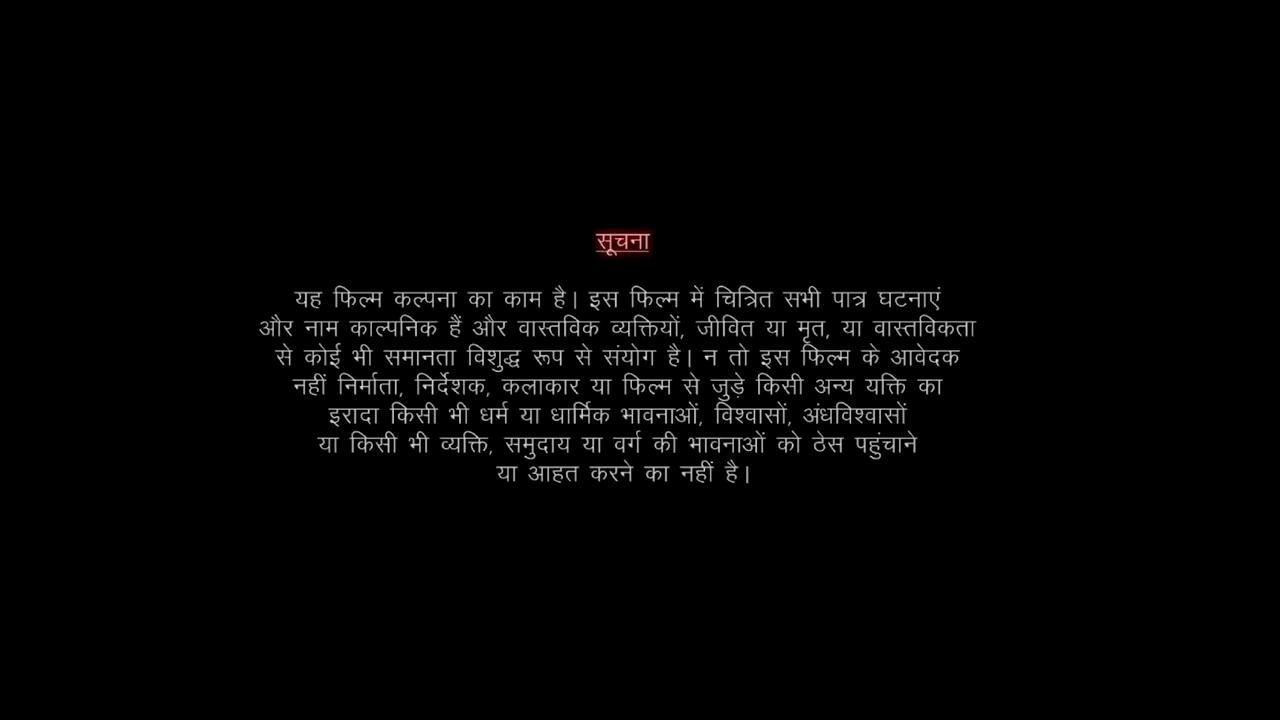 सूचना
यह फिल्म कल्पना का काम है। इस फिल्म में चित्रित सभी पात्र घटनाएं
और नाम काल्पनिक हैं और वास्तविक व्यक्तियों, जीवित या मृत, या वास्तविकता
से कोई भी समानता विशुद्ध रूप से संयोग है। न तो इस फिल्म के आवेदक
नहीं निर्माता, निर्देशक, कलाकार या फिल्म से जुड़े किसी अन्य यक्ति का
इरादा किसी भी धर्म या धार्मिक भावनाओं, विश्वासों, अंधविश्वासों
या किसी भी व्यक्ति, समुदाय या वर्ग की भावनाओं को ठेस पहुंचाने
या आहत करने का नहीं है।